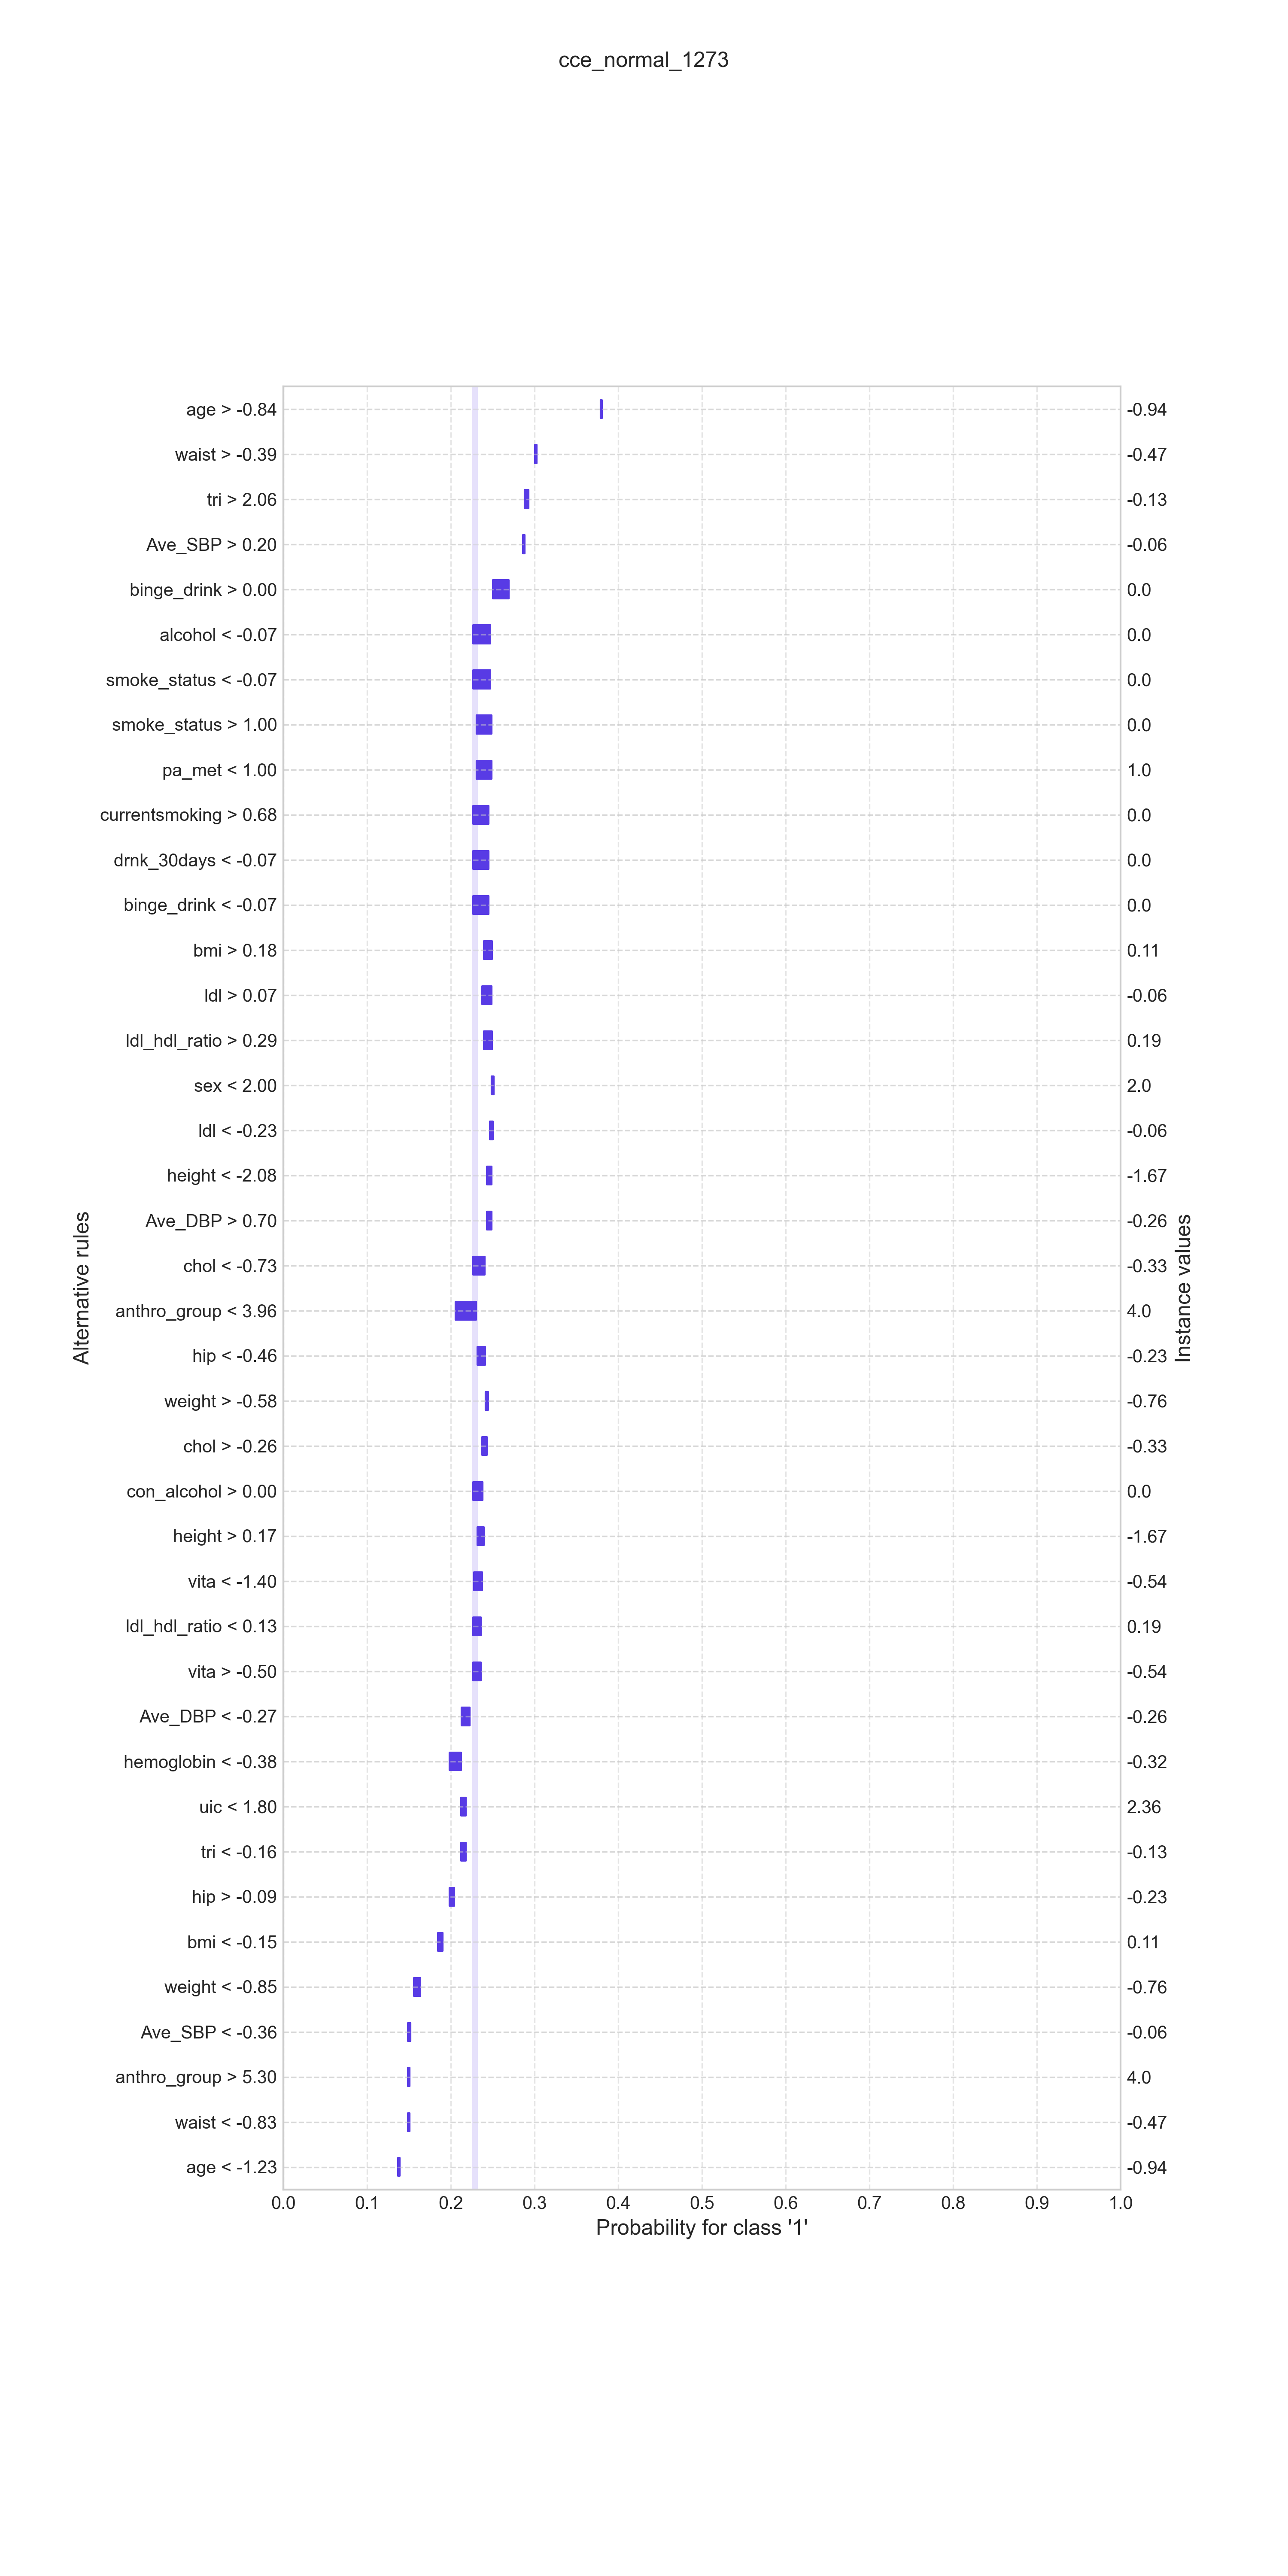 cce_normal_1273
age > -0.84 -0.94
waist > -0.39 -0.47
tri > 2.06 -0.13
Ave_SBP > 0.20 -0.06
binge_drink > 0.00 0.0
alcohol < -0.07 0.0
smoke_status < -0.07 0.0
smoke_status > 1.00 0.0
pa_met < 1.00 1.0
currentsmoking > 0.68 0.0
drnk_30days < -0.07 0.0
binge_drink < -0.07 0.0
bmi > 0.18 0.11
ldl > 0.07 -0.06
ldl_hdl_ratio > 0.29 0.19
sex < 2.00 2.0
ldl < -0.23 -0.06
height < -2.08 -1.67
Ave_DBP > 0.70 -0.26
chol < -0.73 -0.33
anthro_group < 3.96 4.0
hip < -0.46 -0.23
weight > -0.58 -0.76
chol > -0.26 -0.33
con_alcohol > 0.00 0.0
height > 0.17 -1.67
vita < -1.40 -0.54
ldl_hdl_ratio < 0.13 0.19
vita > -0.50 -0.54
Ave_DBP < -0.27 -0.26
hemoglobin < -0.38 -0.32
uic < 1.80 2.36
tri < -0.16 -0.13
hip > -0.09 -0.23
bmi < -0.15 0.11
weight < -0.85 -0.76
Ave_SBP < -0.36 -0.06
anthro_group > 5.30 4.0
waist < -0.83 -0.47
age < -1.23 -0.94
Alternative rules
Instance values
0.0 0.1 0.2 0.3 0.4 0.5 0.6 0.7 0.8 0.9 1.0
Probability for class '1'